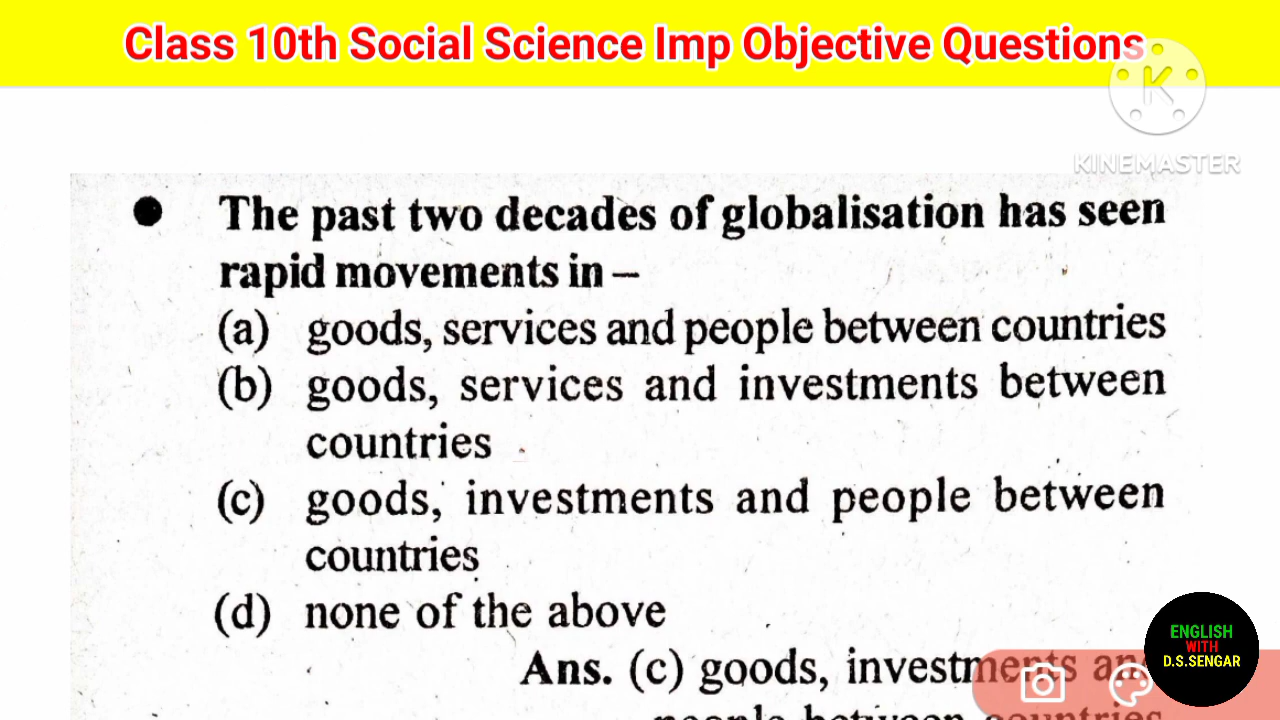 Class 10th Social Science Imp Objective Questions
KINEMASTER
● The past two decades of globalisation has seen
rapid movements in –
(a) goods, services and people between countries
(b) goods, services and investments between
countries
(c) goods, investments and people between
countries
(d) none of the above
Ans. (c) goods, investments and
people between countries
ENGLISH
WITH
D.S.SENGAR